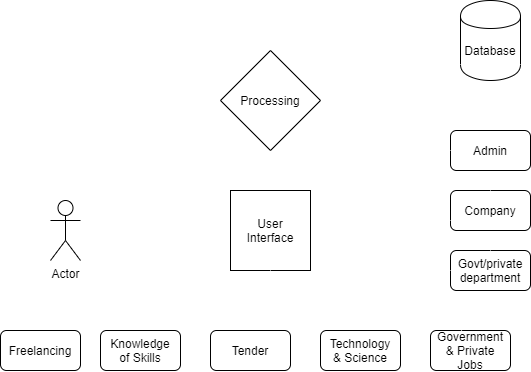 Database
Processing
Admin
Company
User
Interface
Govt/private
department
Actor
Freelancing
Knowledge
of Skills
Tender
Technology
& Science
Government
& Private
Jobs